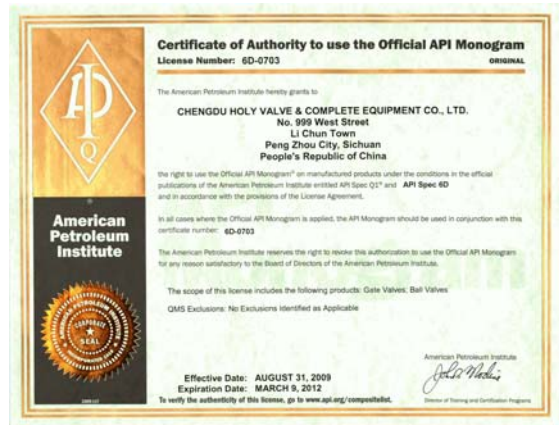 Certificate of Authority to use the Official API Monogram
License Number: 6D-0703
ORIGINAL
The American Petroleum Institute hereby grants to
CHENGDU HOLY VALVE & COMPLETE EQUIPMENT CO., LTD.
No. 999 West Street
Li Chun Town
Peng Zhou City, Sichuan
People's Republic of China
the right to use the Official API Monogram® on manufactured products under the conditions in the official
publications of the American Petroleum Institute entitled API Spec Q1® and API Spec 6D
and in accordance with the provisions of the License Agreement.
In all cases where the Official API Monogram is applied, the API Monogram should be used in conjunction with this
certificate number: 6D-0703
The American Petroleum Institute reserves the right to revoke this authorization to use the Official API Monogram
for any reason satisfactory to the Board of Directors of the American Petroleum Institute.
The scope of this license includes the following products: Gate Valves; Ball Valves
QMS Exclusions: No Exclusions Identified as Applicable
American Petroleum Institute
Effective Date: AUGUST 31, 2009
Expiration Date: MARCH 9, 2012
To verify the authenticity of this license, go to www.api.org/compositelist.
Director of Training and Certification Programs
API
Q
American
Petroleum
Institute
AMERICAN PETROLEUM INSTITUTE
CORPORATE
SEAL